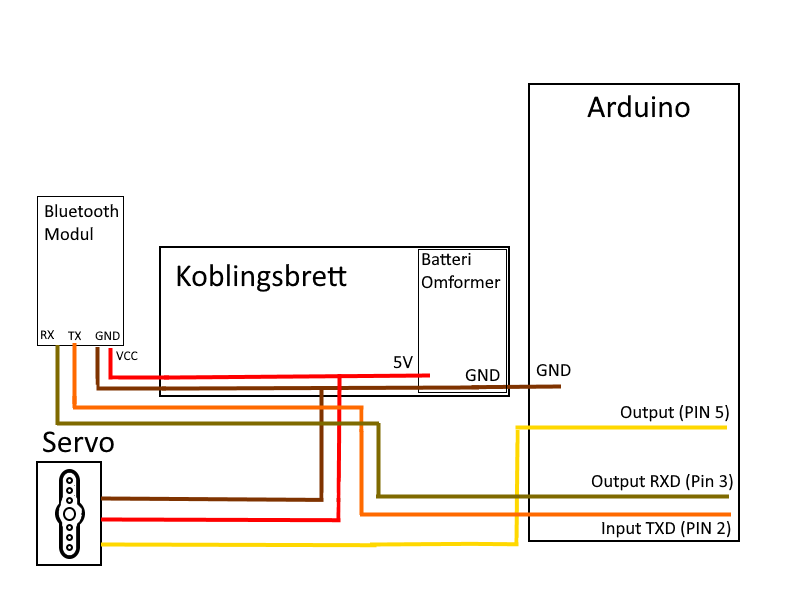 Arduino
Bluetooth
Modul
Koblingsbrett
Batteri
Omformer
RX TX GND
VCC
5V
GND
GND
Output (PIN 5)
Servo
Output RXD (Pin 3)
Input TXD (PIN 2)